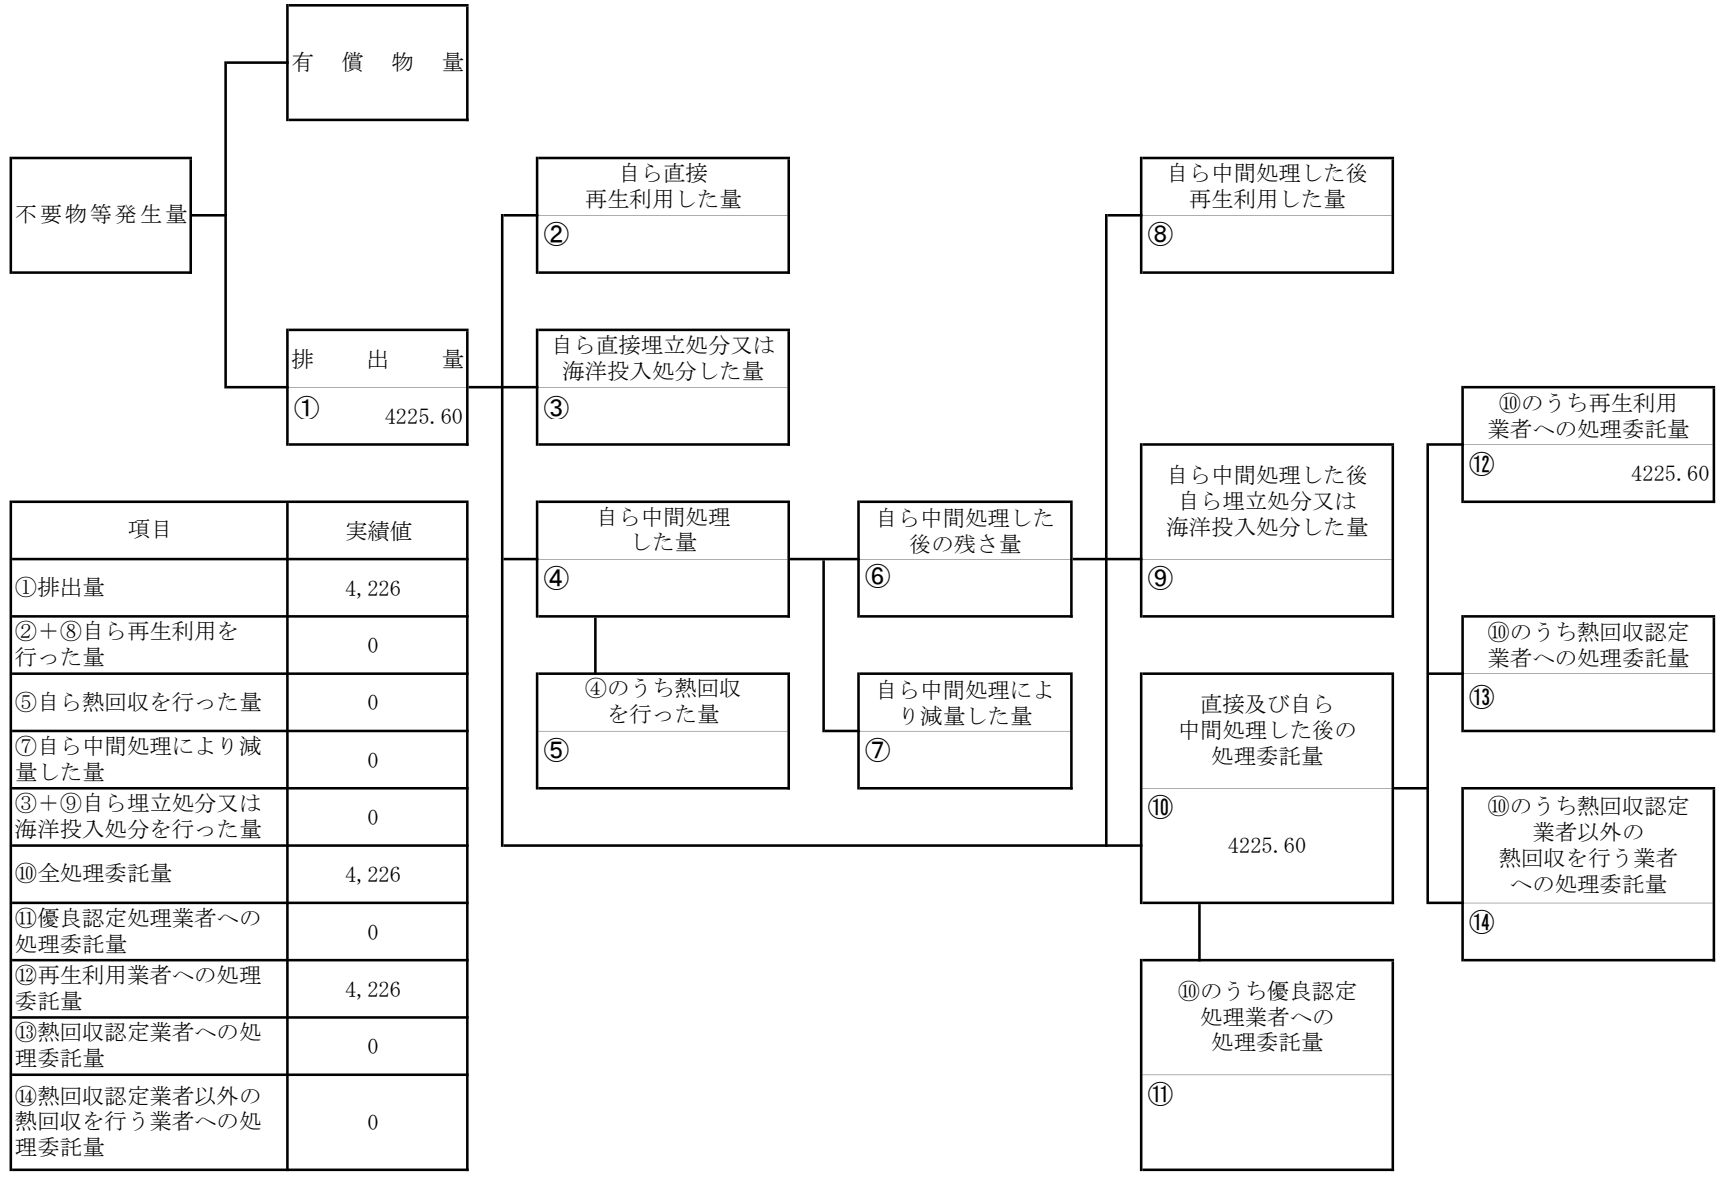 有償物量
不要物等発生量
排出量
① 4225.60
自ら直接
再生利用した量
②
自ら直接埋立処分又は
海洋投入処分した量
③
自ら中間処理
した量
④
④のうち熱回収
を行った量
⑤
自ら中間処理した
後の残さ量
⑥
自ら中間処理によ
り減量した量
⑦
自ら中間処理した後
再生利用した量
⑧
自ら中間処理した後
自ら埋立処分又は
海洋投入処分した量
⑨
直接及び自ら
中間処理した後の
処理委託量
⑩
4225.60
⑩のうち優良認定
処理業者への
処理委託量
⑪
⑩のうち再生利用
業者への処理委託量
⑫ 4225.60
⑩のうち熱回収認定
業者への処理委託量
⑬
⑩のうち熱回収認定
業者以外の
熱回収を行う業者
への処理委託量
⑭
項目 実績値
①排出量 4,226
②＋⑧自ら再生利用を
行った量 0
⑤自ら熱回収を行った量 0
⑦自ら中間処理により減
量した量 0
③＋⑨自ら埋立処分又は
海洋投入処分を行った量 0
⑩全処理委託量 4,226
⑪優良認定処理業者への
処理委託量 0
⑫再生利用業者への処理
委託量 4,226
⑬熱回収認定業者への処
理委託量 0
⑭熱回収認定業者以外の
熱回収を行う業者への処
理委託量 0